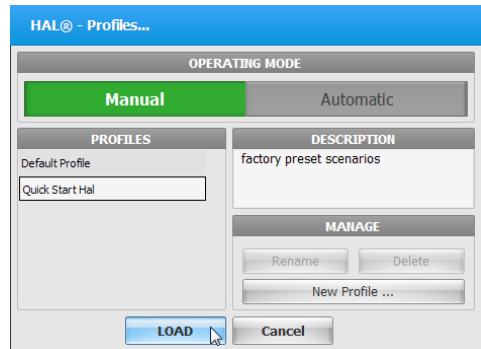 HAL® - Profiles...
OPERATING MODE
Manual
Automatic
PROFILES
Default Profile
Quick Start Hal
DESCRIPTION
factory preset scenarios
MANAGE
Rename
Delete
New Profile ...
LOAD
Cancel